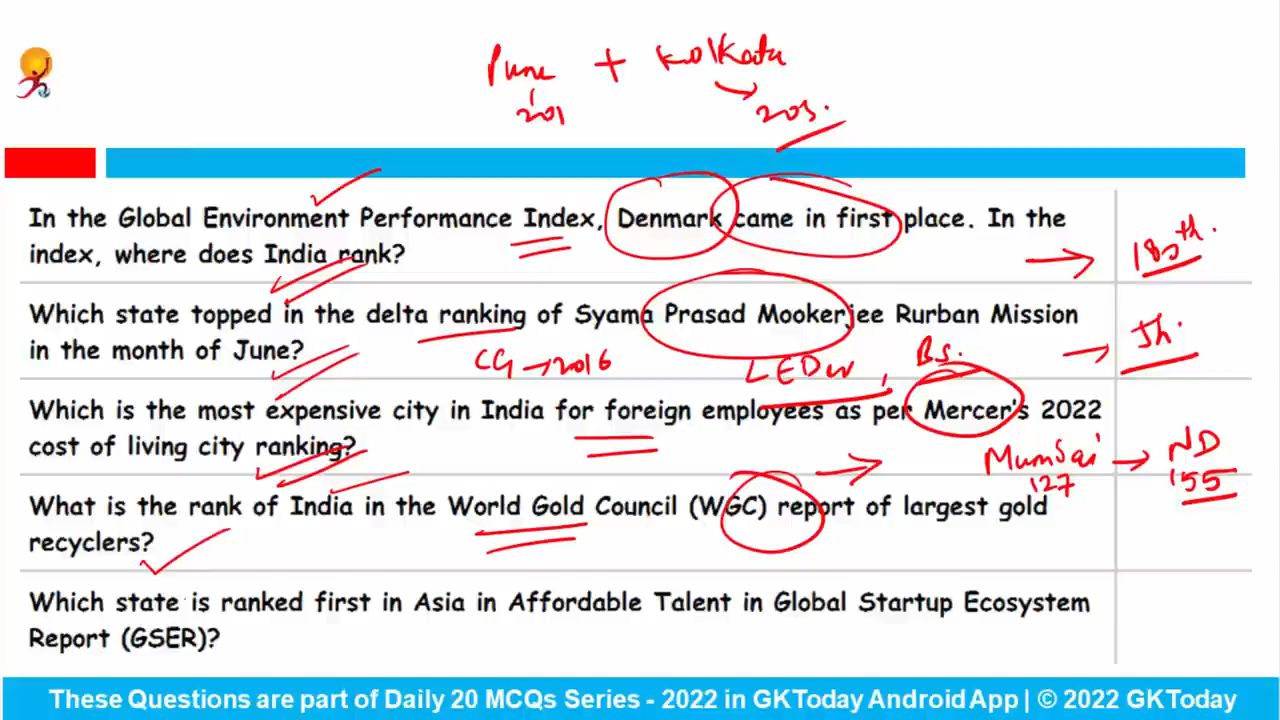 Pune + Kolkata
201 203.
In the Global Environment Performance Index, Denmark came in first place. In the
index, where does India rank?
180th.
Which state topped in the delta ranking of Syama Prasad Mookerjee Rurban Mission
in the month of June?
Jh.
CG → 2016
Bs.
Which is the most expensive city in India for foreign employees as per Mercer's 2022
cost of living city ranking?
Mumbai → ND
127 155
What is the rank of India in the World Gold Council (WGC) report of largest gold
recyclers?
Which state is ranked first in Asia in Affordable Talent in Global Startup Ecosystem
Report (GSER)?
These Questions are part of Daily 20 MCQs Series - 2022 in GKToday Android App | © 2022 GKToday